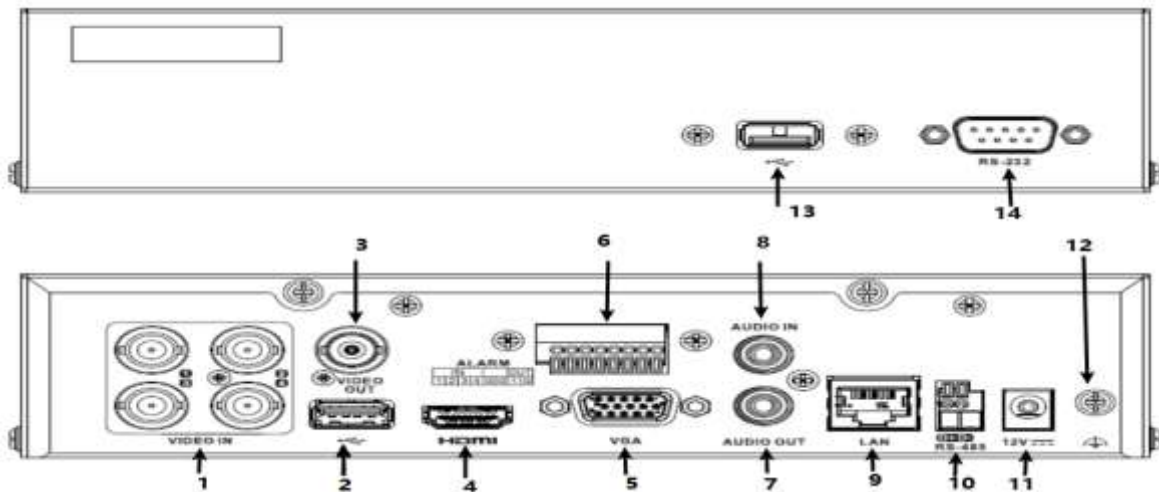 RS-232
13
14
3
6
8
12
AUDIO IN
ALARM
VIDEO
OUT
VIDEO IN
HDMI
VGA
AUDIO OUT
LAN
RS-485
12V
1
2
4
5
7
9
10
11